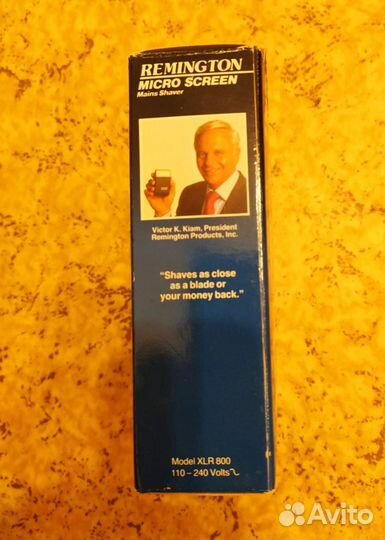 REMINGTON
MICRO SCREEN
Mains Shaver
Victor K. Kiam, President
Remington Products, Inc.
“Shaves as close
as a blade or
your money back.”
Model XLR 800
110 – 240 Volts ~
Avito